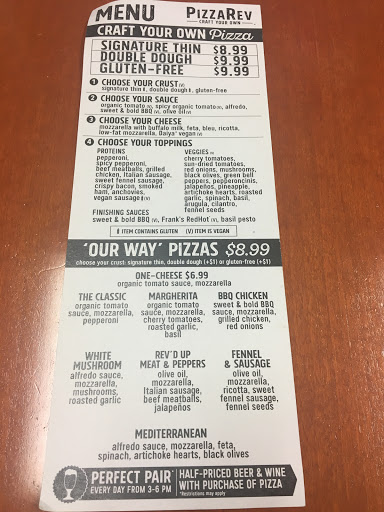 MENU
PIZZAREV
CRAFT YOUR OWN
CRAFT YOUR OWN Pizza
SIGNATURE THIN $8.99
DOUBLE DOUGH $9.99
GLUTEN-FREE $9.99
1 CHOOSE YOUR CRUST (V)
signature thin, double dough, gluten-free
2 CHOOSE YOUR SAUCE
organic tomato (V), spicy organic tomato (V), alfredo,
sweet & bold BBQ (V), olive oil (V)
3 CHOOSE YOUR CHEESE
mozzarella with buffalo milk, feta, bleu, ricotta,
low-fat mozzarella, Daiya® vegan (V)
4 CHOOSE YOUR TOPPINGS
PROTEINS
pepperoni,
spicy pepperoni,
beef meatballs, grilled
chicken, Italian sausage,
sweet fennel sausage,
crispy bacon, smoked
ham, anchovies,
vegan sausage (V)
VEGGIES (V)
cherry tomatoes,
sun-dried tomatoes,
red onions, mushrooms,
black olives, green bell
peppers, pepperoncinis,
jalapeños, pineapple,
artichoke hearts, roasted
garlic, spinach, basil,
arugula, cilantro,
fennel seeds
FINISHING SAUCES
sweet & bold BBQ (V), Frank's RedHot (V), basil pesto
ITEM CONTAINS GLUTEN (V) ITEM IS VEGAN
'OUR WAY' PIZZAS $8.99
choose your crust: signature thin, double dough (+$1) or gluten-free (+$1)
ONE-CHEESE $6.99
organic tomato sauce, mozzarella
THE CLASSIC
organic tomato
sauce, mozzarella,
pepperoni
MARGHERITA
organic tomato
sauce, mozzarella,
cherry tomatoes,
roasted garlic,
basil
BBQ CHICKEN
sweet & bold BBQ
sauce, mozzarella,
grilled chicken,
red onions
WHITE
MUSHROOM
alfredo sauce,
mozzarella,
mushrooms,
roasted garlic
REV'D UP
MEAT & PEPPERS
olive oil,
mozzarella,
Italian sausage,
beef meatballs,
jalapeños
FENNEL
& SAUSAGE
olive oil,
mozzarella,
ricotta, sweet
fennel sausage,
fennel seeds
MEDITERRANEAN
alfredo sauce, mozzarella, feta,
spinach, artichoke hearts, black olives
PERFECT PAIR*
EVERY DAY FROM 3-6 PM
HALF-PRICED BEER & WINE
WITH PURCHASE OF PIZZA
*Restrictions may apply